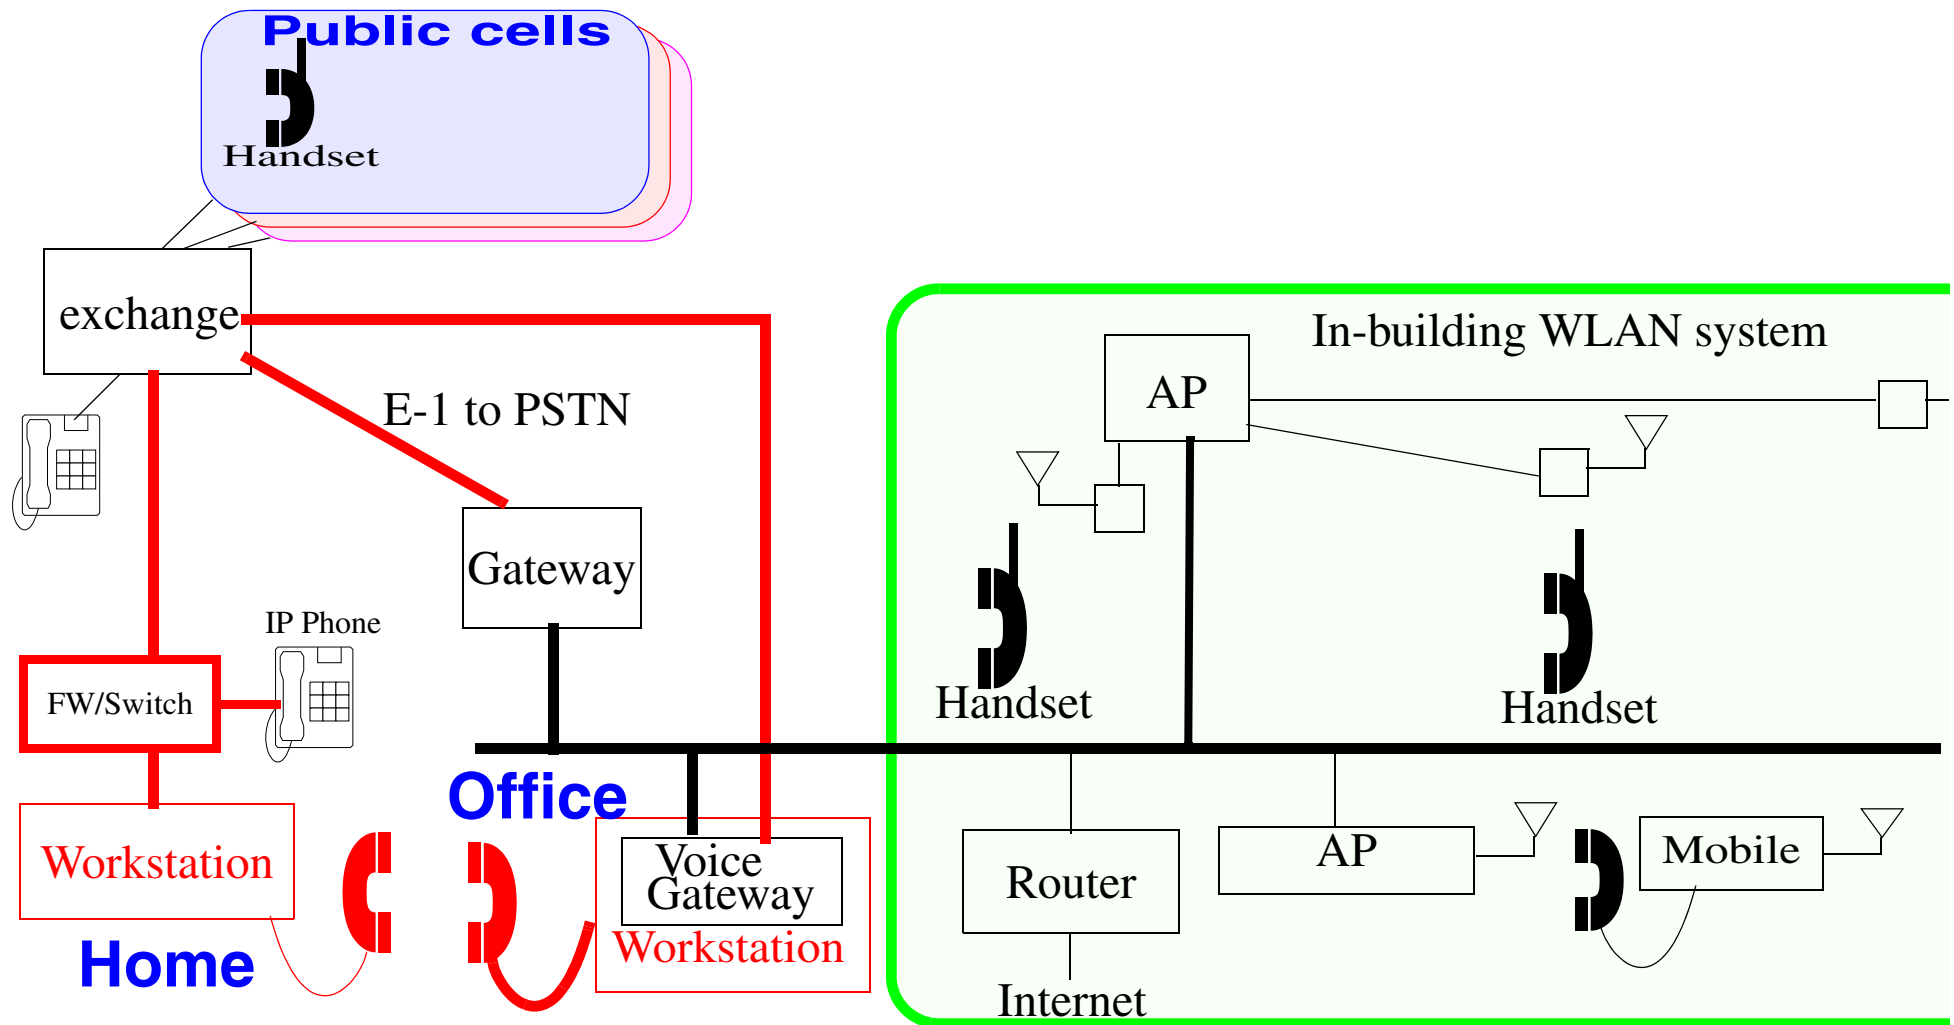 Public cells
Handset
exchange
In-building WLAN system
AP
E-1 to PSTN
Gateway
IP Phone
FW/Switch
Handset
Handset
Office
Workstation
Voice
Gateway
Workstation
Router
AP
Mobile
Home
Internet